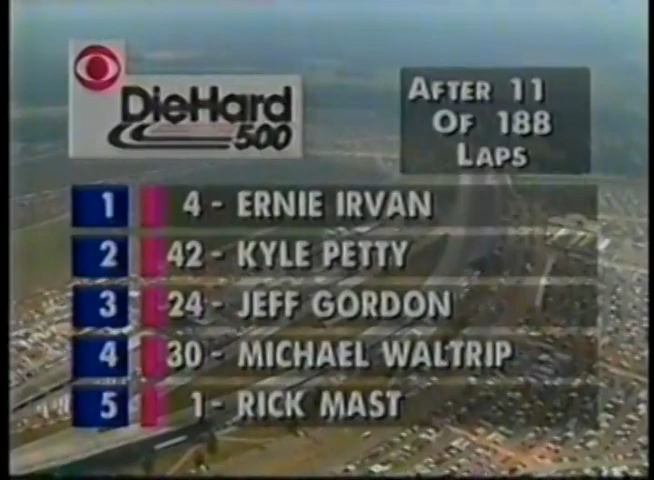 DieHard
500
AFTER 11
OF 188
LAPS
1 4 - ERNIE IRVAN
2 42 - KYLE PETTY
3 24 - JEFF GORDON
4 30 - MICHAEL WALTRIP
5 1 - RICK MAST